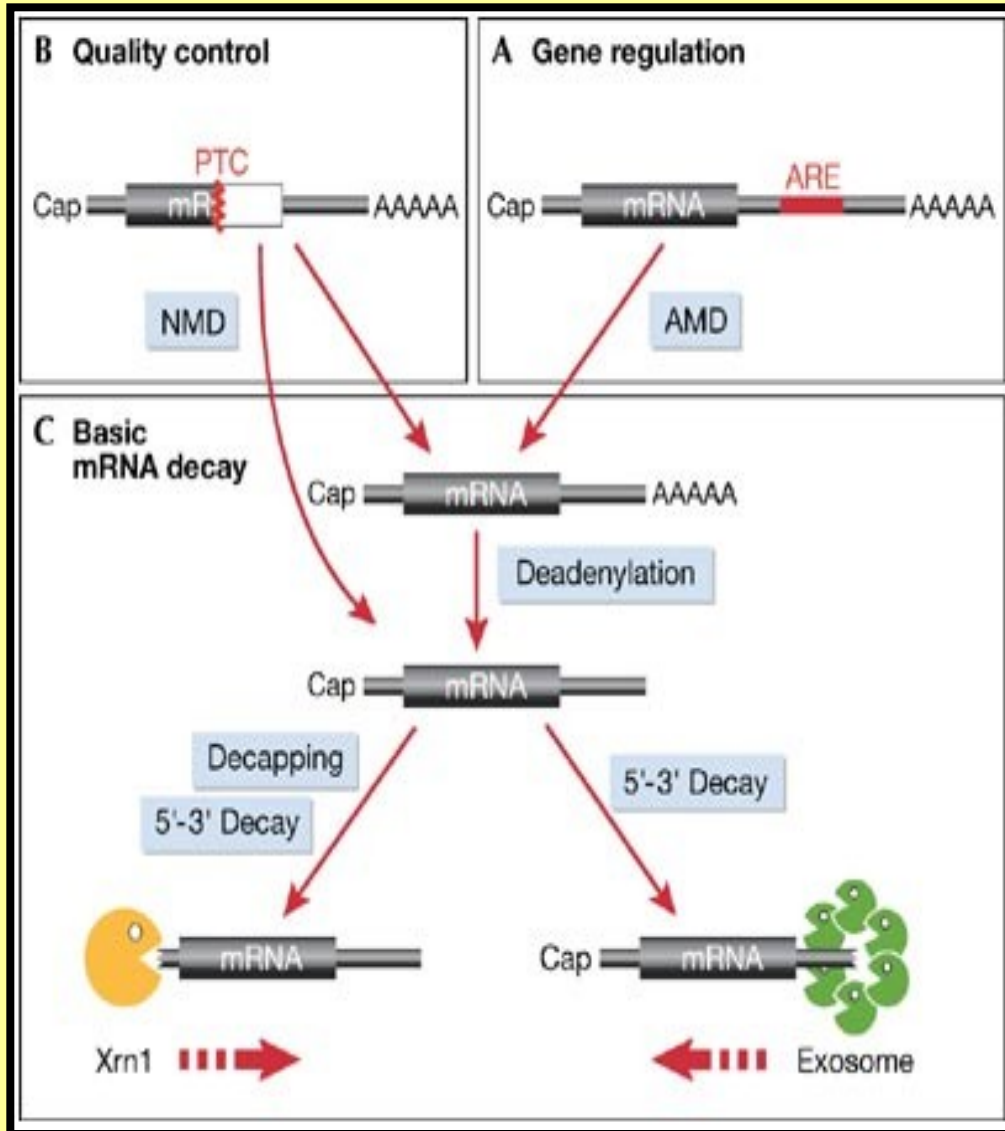 B Quality control
PTC
Cap mR AAAAA
NMD
A Gene regulation
ARE
Cap mRNA AAAAA
AMD
C Basic
mRNA decay
Cap mRNA AAAAA
Deadenylation
Cap mRNA
Decapping
5'-3' Decay
5'-3' Decay
mRNA
Cap mRNA
Xrn1
Exosome